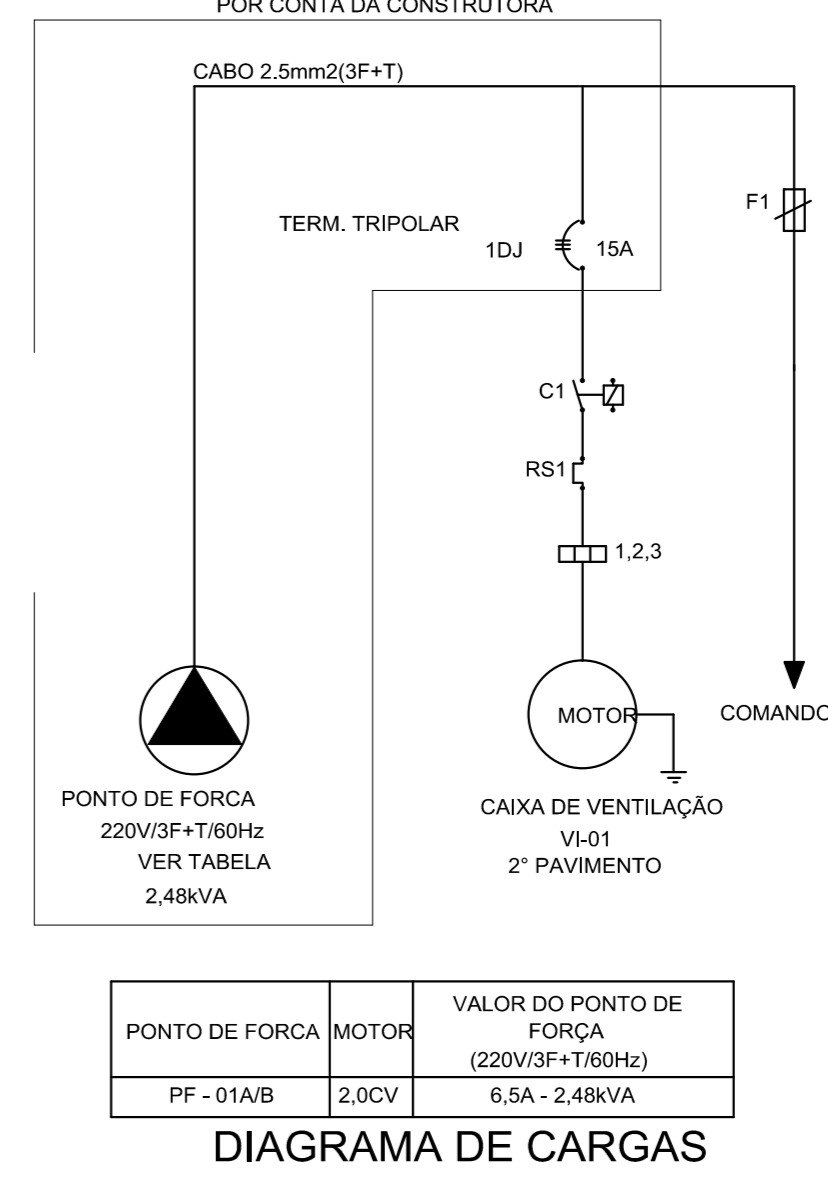 POR CONTA DA CONSTRUTORA
CABO 2.5mm2(3F+T)
F1
TERM. TRIPOLAR
1DJ
15A
C1
RS1
1,2,3
MOTOR
COMANDO
PONTO DE FORCA
220V/3F+T/60Hz
VER TABELA
2,48kVA
CAIXA DE VENTILAÇÃO
VI-01
2° PAVIMENTO
PONTO DE FORCA
MOTOR
VALOR DO PONTO DE
FORÇA
(220V/3F+T/60Hz)
PF - 01A/B
2,0CV
6,5A - 2,48kVA
DIAGRAMA DE CARGAS